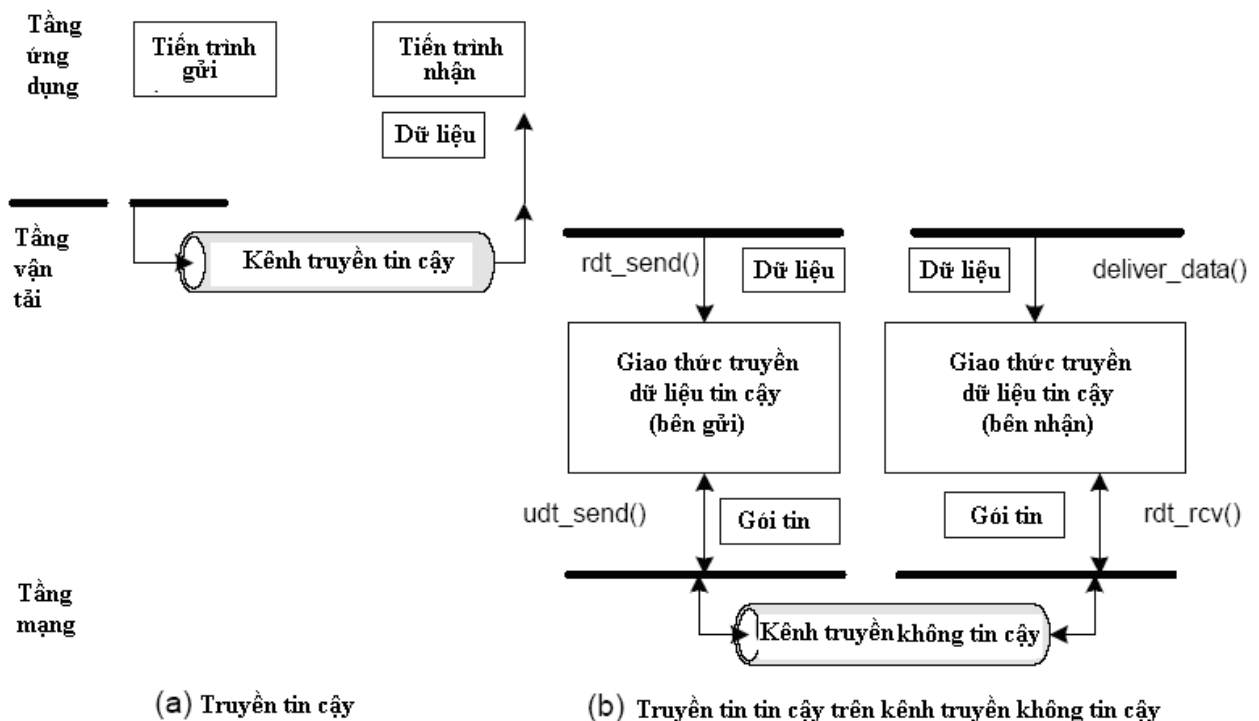 Tầng
ứng
dụng
Tiến trình
gửi
Tiến trình
nhận
Dữ liệu
Tầng
vận
tải
Kênh truyền tin cậy
rdt_send()
Dữ liệu
Dữ liệu
deliver_data()
Giao thức truyền
dữ liệu tin cậy
(bên gửi)
Giao thức truyền
dữ liệu tin cậy
(bên nhận)
udt_send()
Gói tin
Gói tin
rdt_rcv()
Tầng
mạng
Kênh truyền không tin cậy
(a) Truyền tin cậy
(b) Truyền tin tin cậy trên kênh truyền không tin cậy